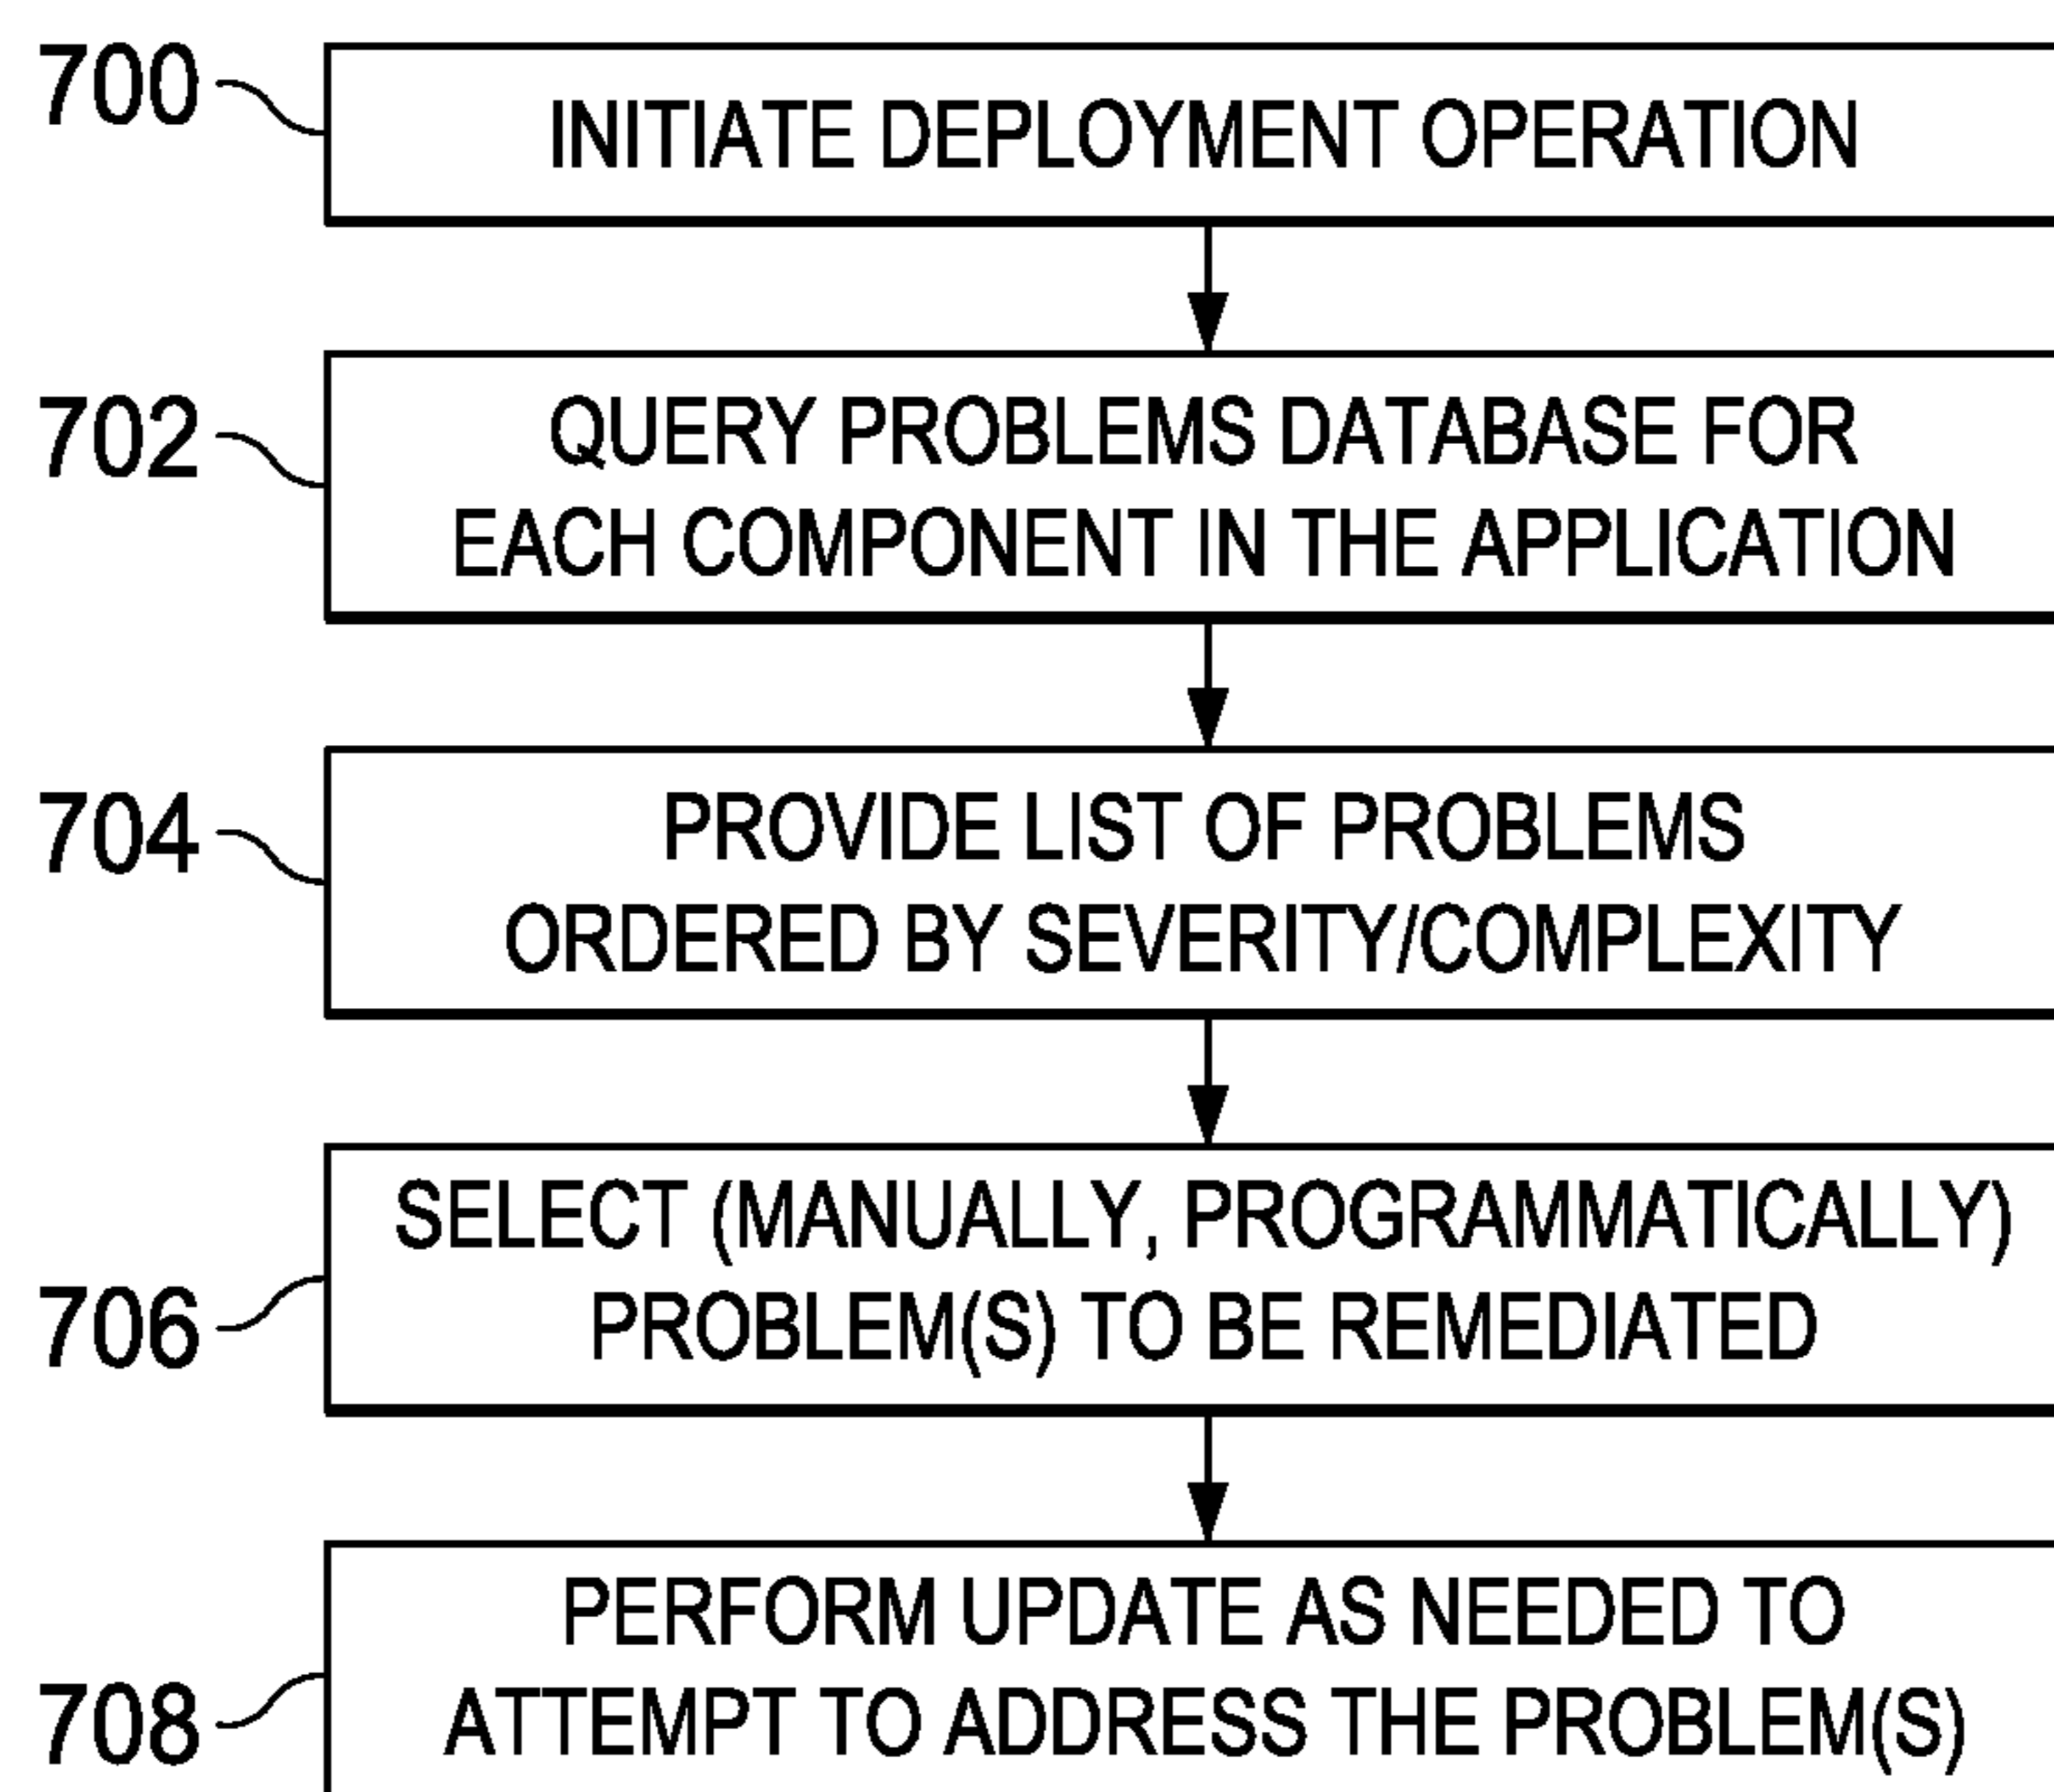 700
INITIATE DEPLOYMENT OPERATION
702
QUERY PROBLEMS DATABASE FOR
EACH COMPONENT IN THE APPLICATION
704
PROVIDE LIST OF PROBLEMS
ORDERED BY SEVERITY/COMPLEXITY
706
SELECT (MANUALLY, PROGRAMMATICALLY)
PROBLEM(S) TO BE REMEDIATED
708
PERFORM UPDATE AS NEEDED TO
ATTEMPT TO ADDRESS THE PROBLEM(S)